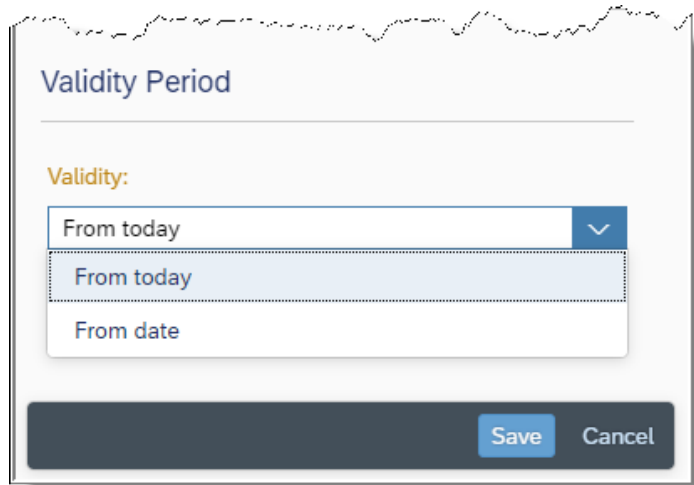 Validity Period
Validity:
From today
From today
From date
Save Cancel